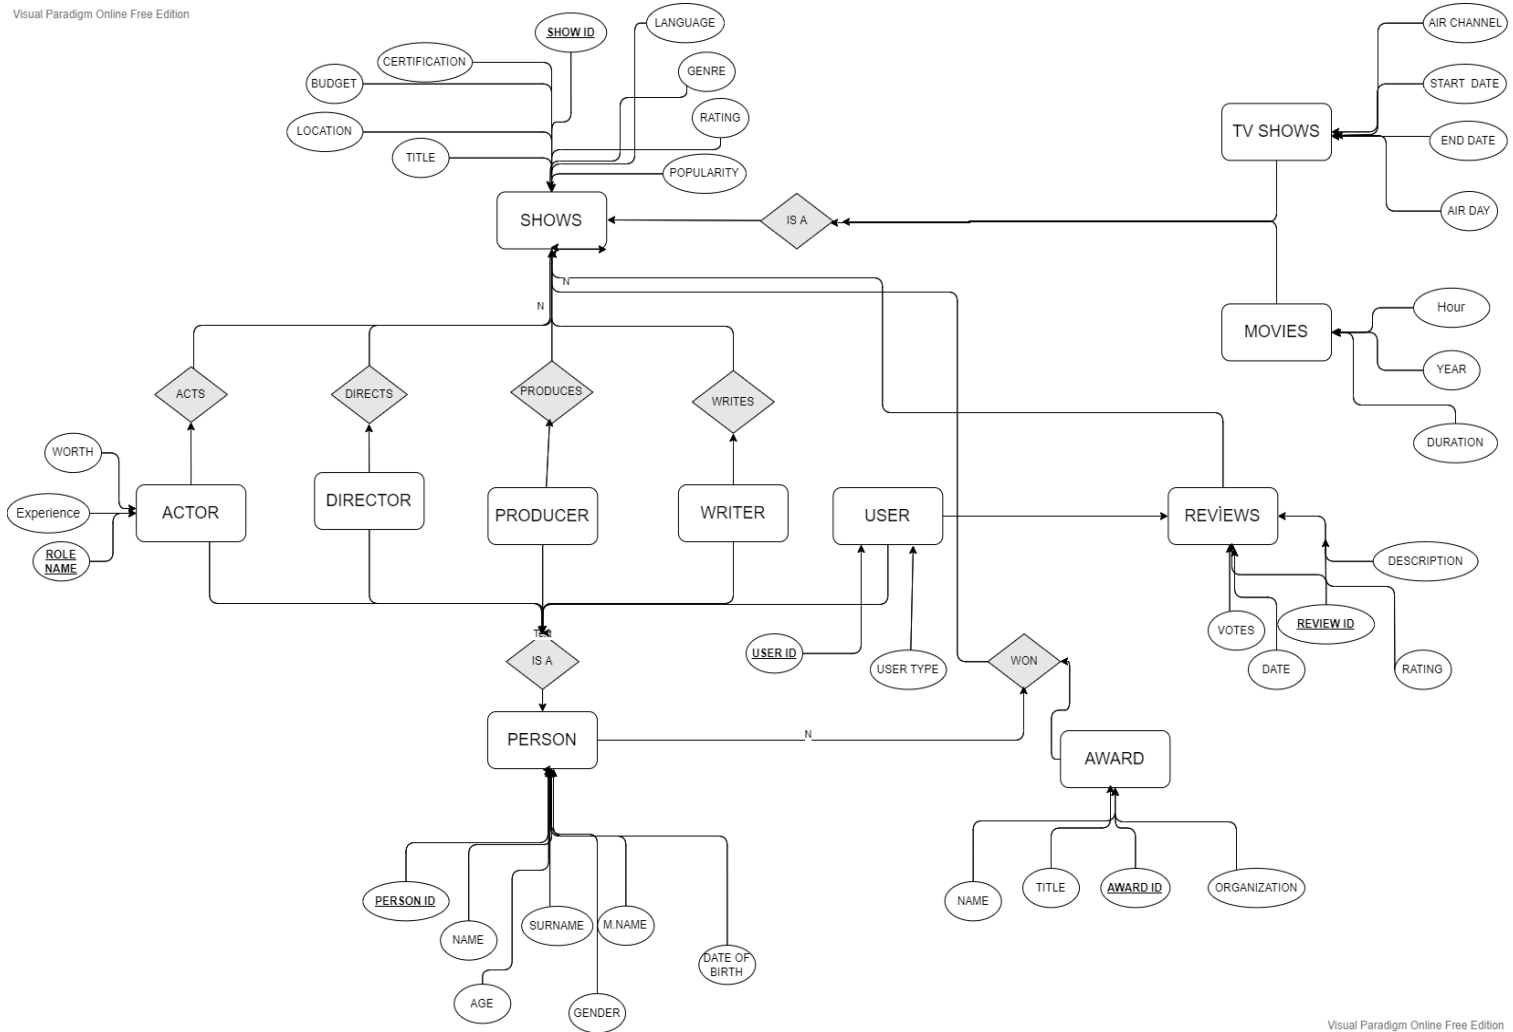 Visual Paradigm Online Free Edition
SHOW ID
LANGUAGE
AIR CHANNEL
CERTIFICATION
GENRE
BUDGET
START  DATE
RATING
LOCATION
TV SHOWS
END DATE
TITLE
POPULARITY
AIR DAY
SHOWS
IS A
N
N
Hour
MOVIES
YEAR
ACTS
DIRECTS
PRODUCES
WRITES
DURATION
WORTH
DIRECTOR
Experience
ACTOR
PRODUCER
WRITER
USER
REVİEWS
ROLE
NAME
DESCRIPTION
VOTES
REVIEW ID
Text
IS A
USER ID
USER TYPE
WON
DATE
RATING
PERSON
N
AWARD
NAME
TITLE
AWARD ID
ORGANIZATION
PERSON ID
SURNAME
M.NAME
NAME
DATE OF
BIRTH
AGE
GENDER
Visual Paradigm Online Free Edition